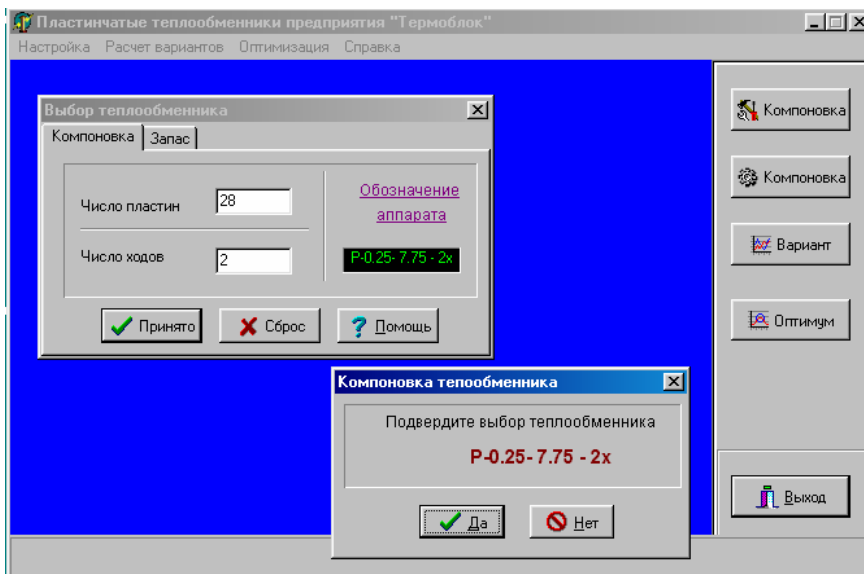 Пластинчатые теплообменники предприятия "Термоблок"
Настройка Расчет вариантов Оптимизация Справка
Выбор теплообменника
Компоновка Запас
Число пластин 28
Число ходов 2
Обозначение
аппарата
P-0.25- 7.75 - 2x
Принято Сброс Помощь
Компоновка
Компоновка
Вариант
Оптимум
Выход
Компоновка тепообменника
Подвердите выбор теплообменника
P-0.25- 7.75 - 2x
Да Нет